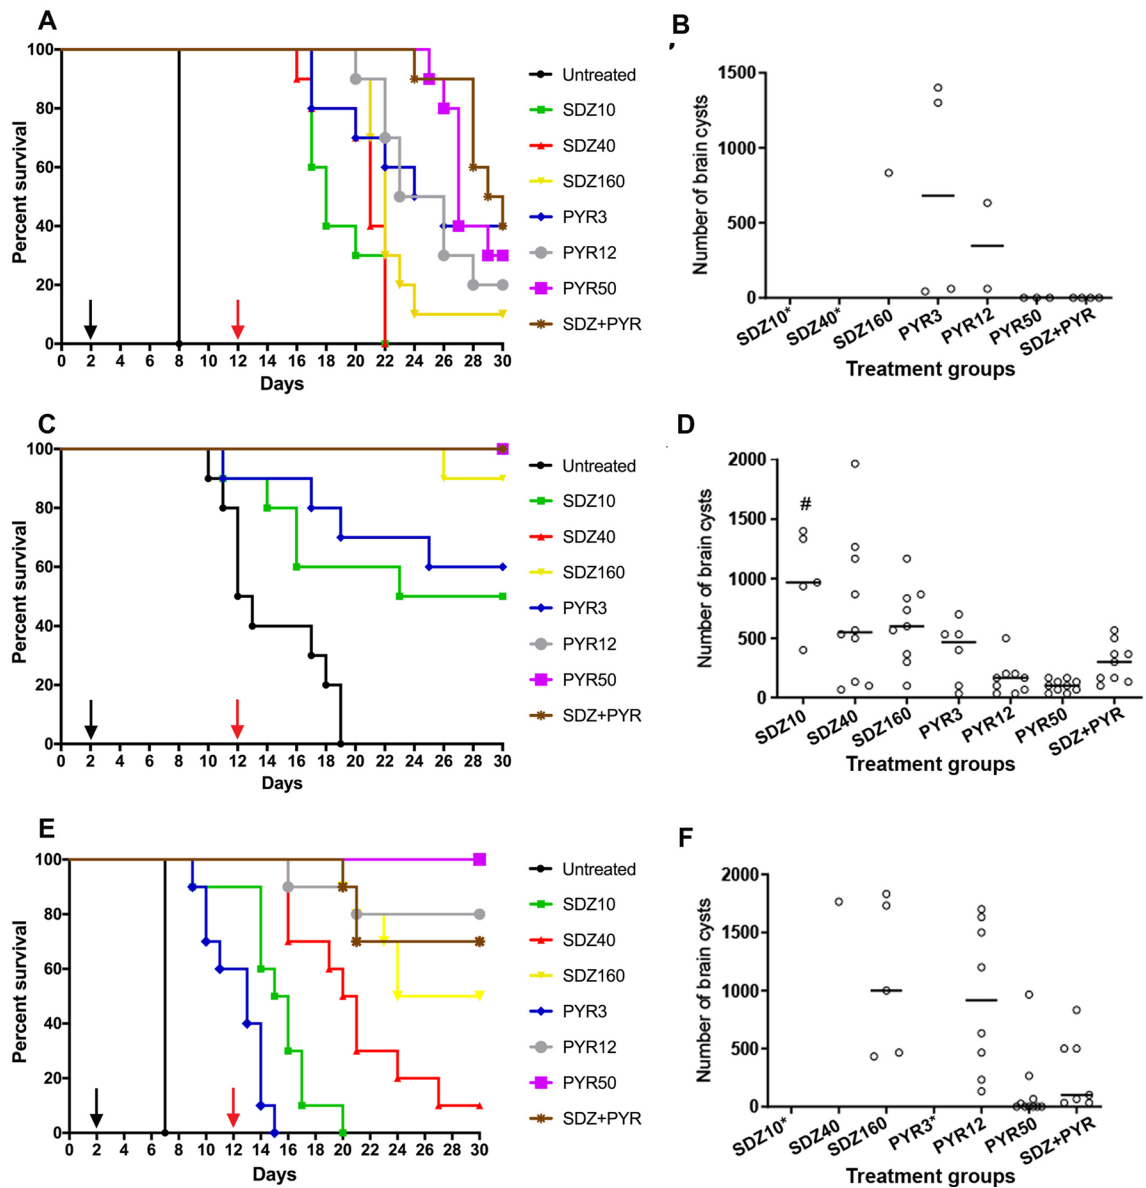 A
Percent survival
100
80
60
40
20
0
0 2 4 6 8 10 12 14 16 18 20 22 24 26 28 30
Days
Untreated
SDZ10
SDZ40
SDZ160
PYR3
PYR12
PYR50
SDZ+PYR
B
Number of brain cysts
1500
1000
500
0
SDZ10* SDZ40* SDZ160 PYR3 PYR12 PYR50 SDZ+PYR
Treatment groups
C
Percent survival
100
80
60
40
20
0
0 2 4 6 8 10 12 14 16 18 20 22 24 26 28 30
Days
Untreated
SDZ10
SDZ40
SDZ160
PYR3
PYR12
PYR50
SDZ+PYR
D
Number of brain cysts
2000
1500
1000
500
0
#
SDZ10 SDZ40 SDZ160 PYR3 PYR12 PYR50 SDZ+PYR
Treatment groups
E
Percent survival
100
80
60
40
20
0
0 2 4 6 8 10 12 14 16 18 20 22 24 26 28 30
Days
Untreated
SDZ10
SDZ40
SDZ160
PYR3
PYR12
PYR50
SDZ+PYR
F
Number of brain cysts
2000
1500
1000
500
0
SDZ10* SDZ40 SDZ160 PYR3* PYR12 PYR50 SDZ+PYR
Treatment groups